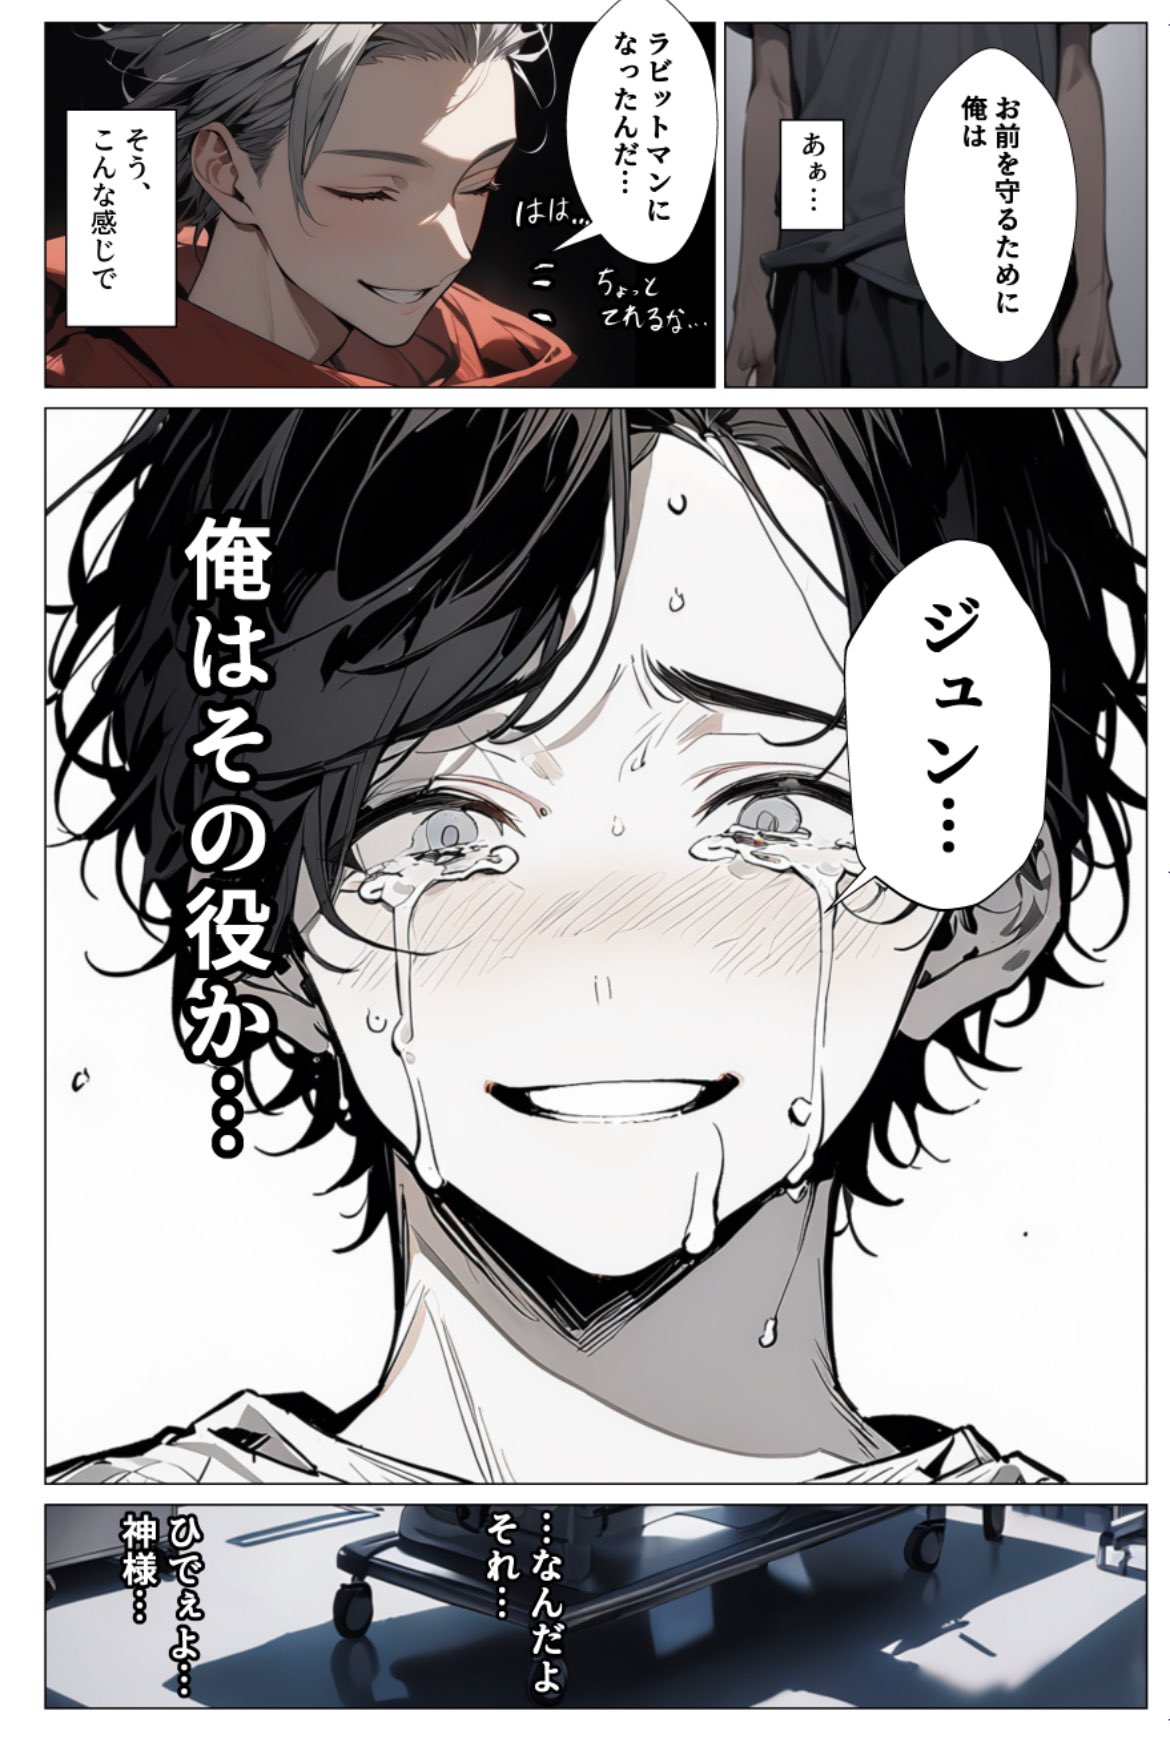 お前を守るために
俺は
あぁ…
ラビットマンに
なったんだ…
はは…
ちょっと
てれるな…
そう、
こんな感じで
ジュン…
俺はその役か…
…なんだよ
それ…
ひでぇよ…
神様…